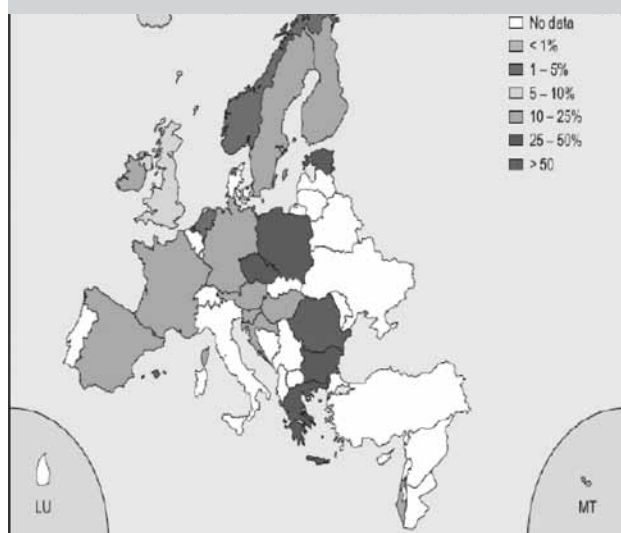 No data
< 1%
1 – 5%
5 – 10%
10 – 25%
25 – 50%
> 50
LU
MT